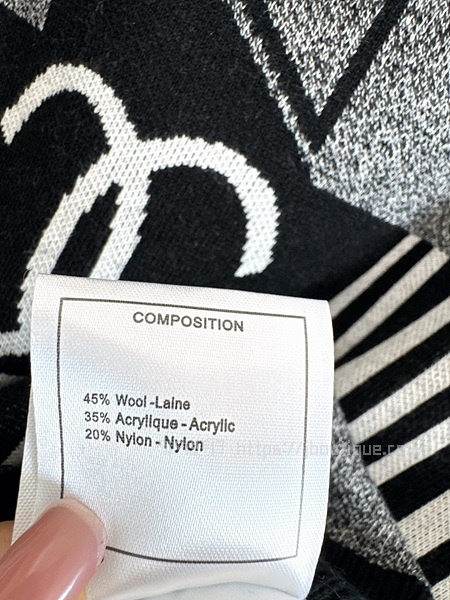 COMPOSITION
45% Wool-Laine
35% Acrylique-Acrylic
20% Nylon-Nylon